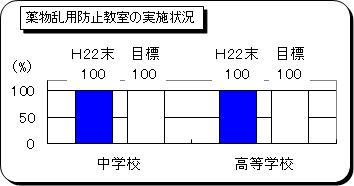 薬物乱用防止教室の実施状況
H22末 目標 H22末 目標
(%) 100 100 100 100
100
50
0
中学校 高等学校